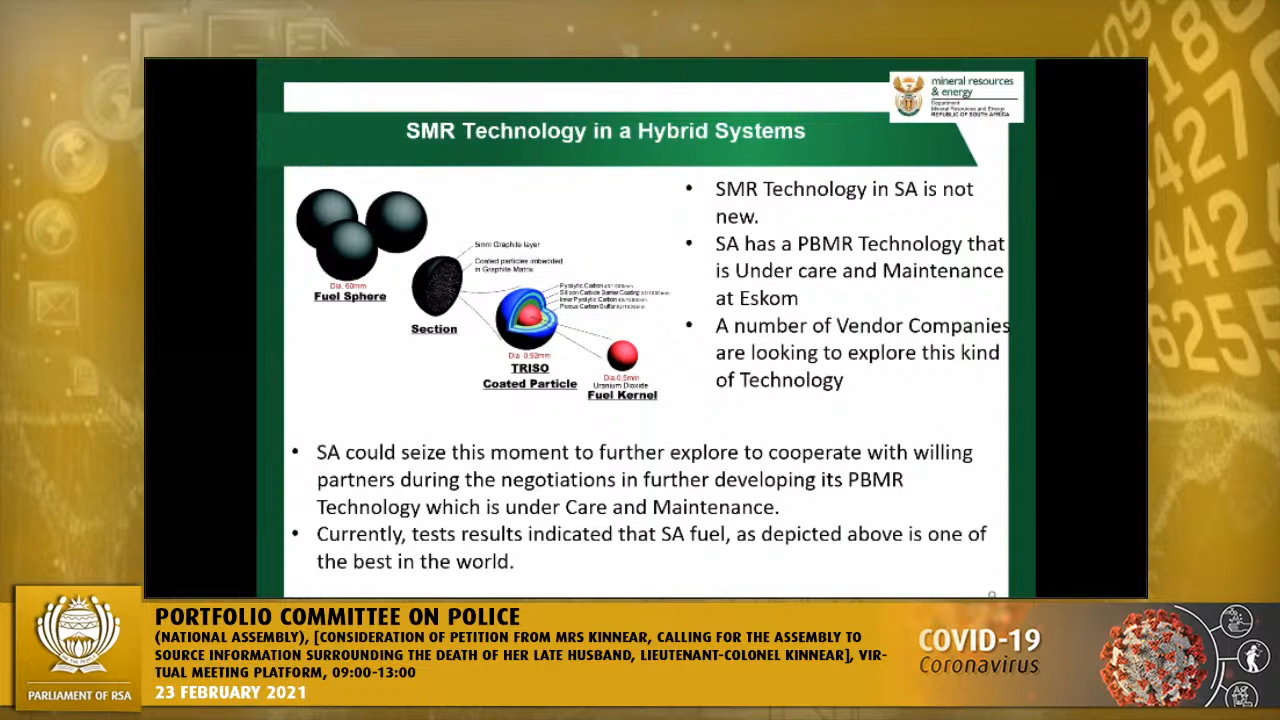 mineral resources
& energy
Department:
Mineral Resources and Energy
REPUBLIC OF SOUTH AFRICA
SMR Technology in a Hybrid Systems
• SMR Technology in SA is not
new.
• SA has a PBMR Technology that
is Under care and Maintenance
at Eskom
• A number of Vendor Companies
are looking to explore this kind
of Technology
5mm Graphite layer
Coated particles imbedded
in Graphite Matrix
Dia. 60mm
Fuel Sphere
Section
Pyrolytic Carbon
Silicon Carbide Barrier Coating
Inner Pyrolytic Carbon
Porous Carbon Buffer
Dia. 0.92mm
TRISO
Coated Particle
Dia.0.5mm
Uranium Dioxide
Fuel Kernel
• SA could seize this moment to further explore to cooperate with willing
partners during the negotiations in further developing its PBMR
Technology which is under Care and Maintenance.
• Currently, tests results indicated that SA fuel, as depicted above is one of
the best in the world.
9
PARLIAMENT OF RSA
PORTFOLIO COMMITTEE ON POLICE
(NATIONAL ASSEMBLY), [CONSIDERATION OF PETITION FROM MRS KINNEAR, CALLING FOR THE ASSEMBLY TO
SOURCE INFORMATION SURROUNDING THE DEATH OF HER LATE HUSBAND, LIEUTENANT-COLONEL KINNEAR], VIR-
TUAL MEETING PLATFORM, 09:00-13:00
23 FEBRUARY 2021
COVID-19
Coronavirus